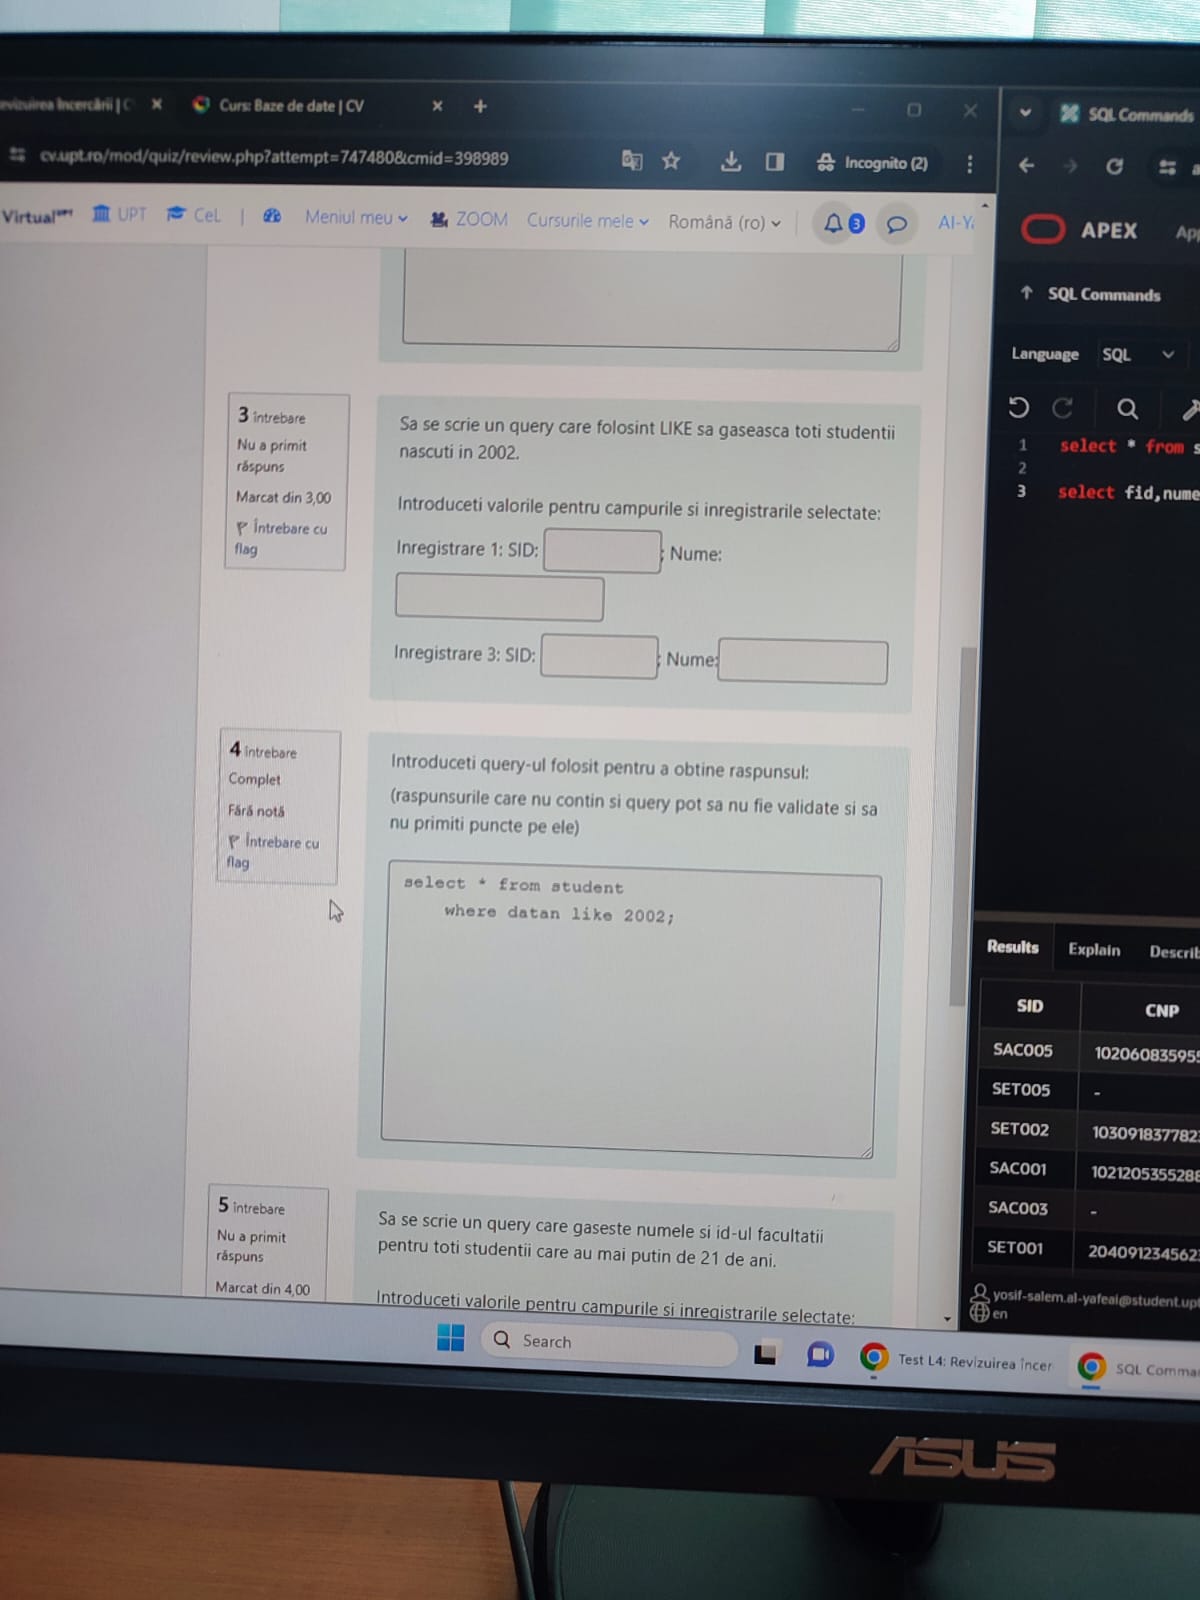 evizuirea încercării | C
Curs: Baze de date | CV
SQL Commands
cv.upt.ro/mod/quiz/review.php?attempt=747480&cmid=398989
Incognito (2)
Virtual UPT
UPT
CeL
|
Meniul meu
ZOOM
Cursurile mele
Română (ro)
3
Al-Ya
APEX
App
SQL Commands
Language
SQL
1 select * from s
2
3 select fid,nume
3 întrebare
Nu a primit
răspuns
Marcat din 3,00
Întrebare cu
flag
Sa se scrie un query care folosint LIKE sa gaseasca toti studentii
nascuti in 2002.
Introduceti valorile pentru campurile si inregistrarile selectate:
Inregistrare 1: SID:
; Nume:
Inregistrare 3: SID:
; Nume:
4 întrebare
Complet
Fără notă
Întrebare cu
flag
Introduceti query-ul folosit pentru a obtine raspunsul:
(raspunsurile care nu contin si query pot sa nu fie validate si sa
nu primiti puncte pe ele)
select * from student
where datan like 2002;
5 întrebare
Nu a primit
răspuns
Marcat din 4,00
Sa se scrie un query care gaseste numele si id-ul facultatii
pentru toti studentii care au mai putin de 21 de ani.
Introduceti valorile pentru campurile si inregistrarile selectate:
Results
Explain
Describ
SID
CNP
SAC005
102060835955
SET005
-
SET002
103091837782
SAC001
1021205355288
SAC003
-
SET001
204091234562
yosif-salem.al-yafeai@student.upt
en
Search
Test L4: Revizuirea încer
SQL Comma
ASUS